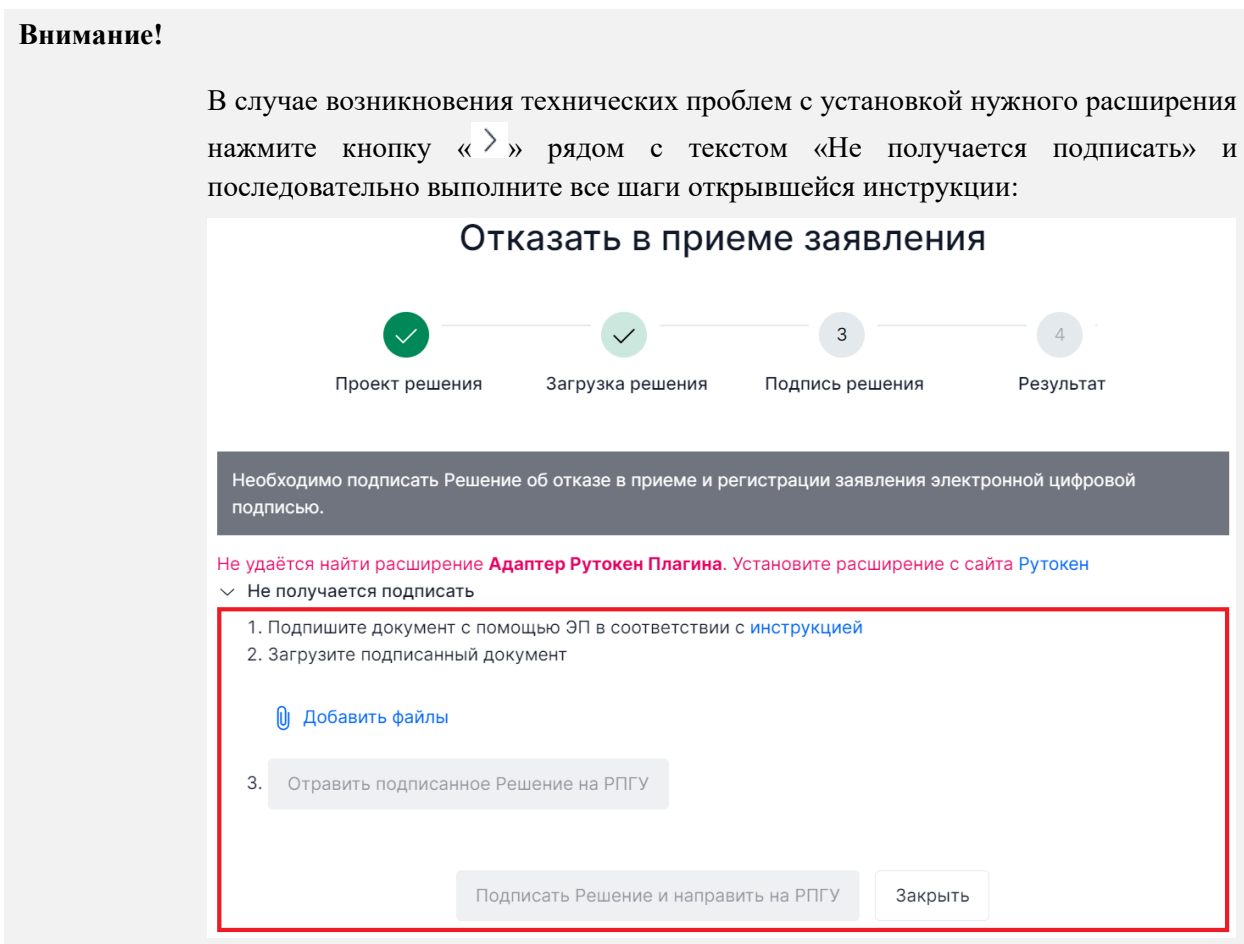 Внимание!
В случае возникновения технических проблем с установкой нужного расширения
нажмите кнопку « > » рядом с текстом «Не получается подписать» и
последовательно выполните все шаги открывшейся инструкции:
Отказать в приеме заявления
3
4
Проект решения
Загрузка решения
Подпись решения
Результат
Необходимо подписать Решение об отказе в приеме и регистрации заявления электронной цифровой
подписью.
Не удаётся найти расширение Адаптер Рутокен Плагина. Установите расширение с сайта Рутокен
Не получается подписать
1. Подпишите документ с помощью ЭП в соответствии с инструкцией
2. Загрузите подписанный документ
Добавить файлы
3. Отравить подписанное Решение на РПГУ
Подписать Решение и направить на РПГУ
Закрыть